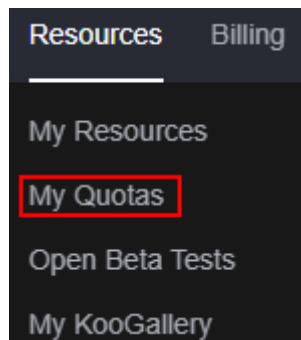 Resources Billing
My Resources
My Quotas
Open Beta Tests
My KooGallery